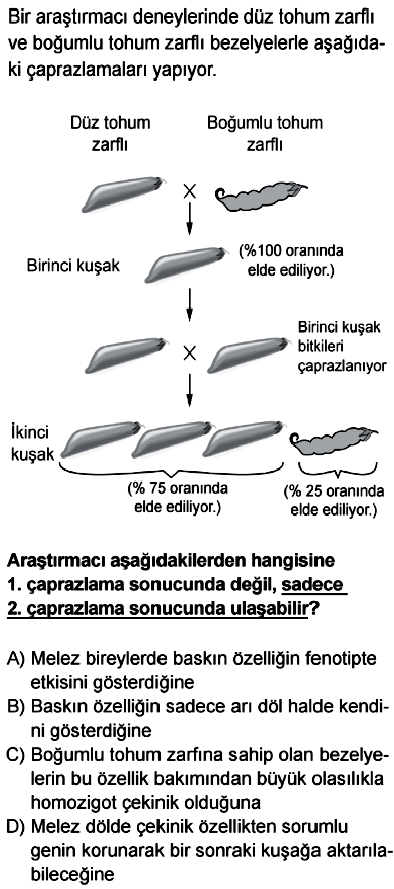 Bir araştırmacı deneylerinde düz tohum zarflı
ve boğumlu tohum zarflı bezelyelerle aşağıda-
ki çaprazlamaları yapıyor.
Düz tohum
zarflı
Boğumlu tohum
zarflı
X
Birinci kuşak
(%100 oranında
elde ediliyor.)
X
Birinci kuşak
bitkileri
çaprazlanıyor
İkinci
kuşak
(% 75 oranında
elde ediliyor.)
(% 25 oranında
elde ediliyor.)
Araştırmacı aşağıdakilerden hangisine
1. çaprazlama sonucunda değil, sadece
2. çaprazlama sonucunda ulaşabilir?
A) Melez bireylerde baskın özelliğin fenotipte
etkisini gösterdiğine
B) Baskın özelliğin sadece arı döl halde kendi-
ni gösterdiğine
C) Boğumlu tohum zarfına sahip olan bezelye-
lerin bu özellik bakımından büyük olasılıkla
homozigot çekinik olduğuna
D) Melez dölde çekinik özellikten sorumlu
genin korunarak bir sonraki kuşağa aktarıla-
bileceğine